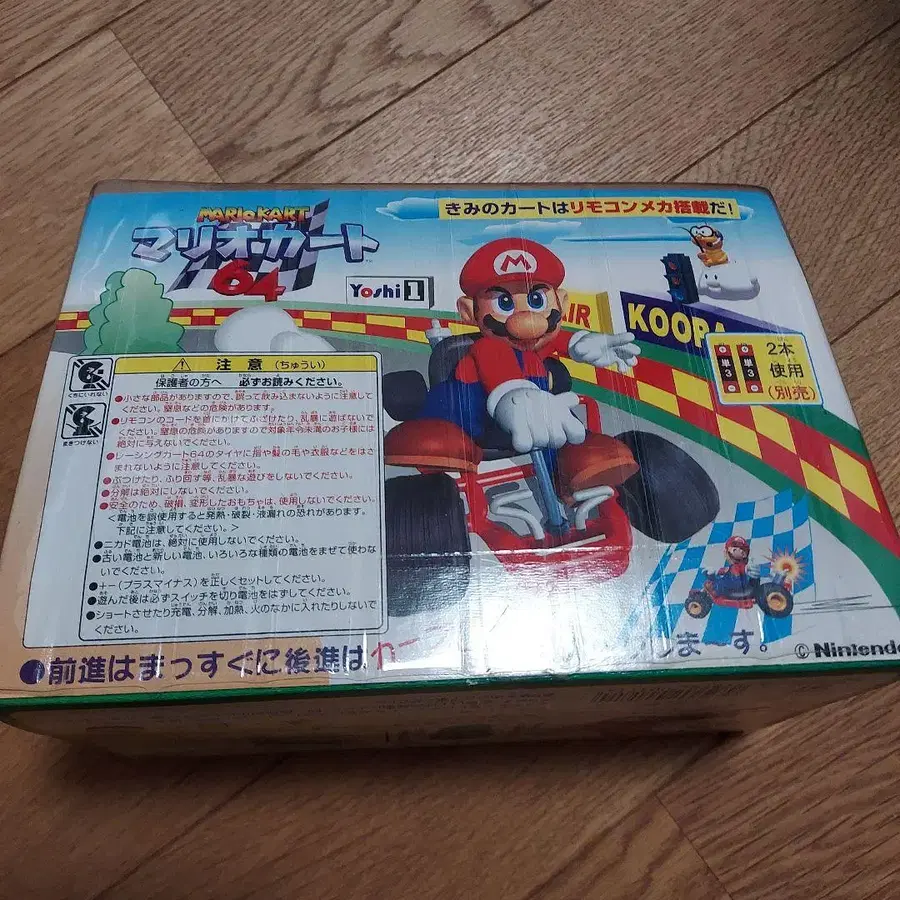 MARIO KART
マリオカート
64
きみのカートはリモコンメカ搭載だ!
Yoshi 1
AIR
KOOPA
単3
単3
2本
使用
(別売)
注意(ちゅうい)
保護者の方へ 必ずお読みください。
くちにいれない
まきつけない
●小さな部品がありますので、誤って飲み込まないように注意して
ください。窒息などの危険があります。
●リモコンのコードを首にかけてふざけたり、乱暴に遊ばないで
ください。窒息の危険がありますので対象年令未満のお子様には
絶対に与えないでください。
●レーシングカート64のタイヤに指や髪の毛や衣服などをはさ
まれないように注意してください。
●ぶつけたり、ふり回す等、乱暴な遊びをしないでください。
●分解は絶対にしないでください。
●安全のため、破損、変形したおもちゃは、使用しないでください。
<電池を誤使用すると発熱・破裂・液漏れの恐れがあります。
下記に注意してください。>
●ニカド電池は、絶対に使用しないでください。
●古い電池と新しい電池、いろいろな種類の電池をまぜて使わな
いでください。
●+−(プラスマイナス)を正しくセットしてください。
●遊んだ後は必ずスイッチを切り電池をはずしてください。
●ショートさせたり充電、分解、加熱、火のなかに入れたりしないで
ください。
●前進はまっすぐに後進はカー
しま〜す。
©Nintendo